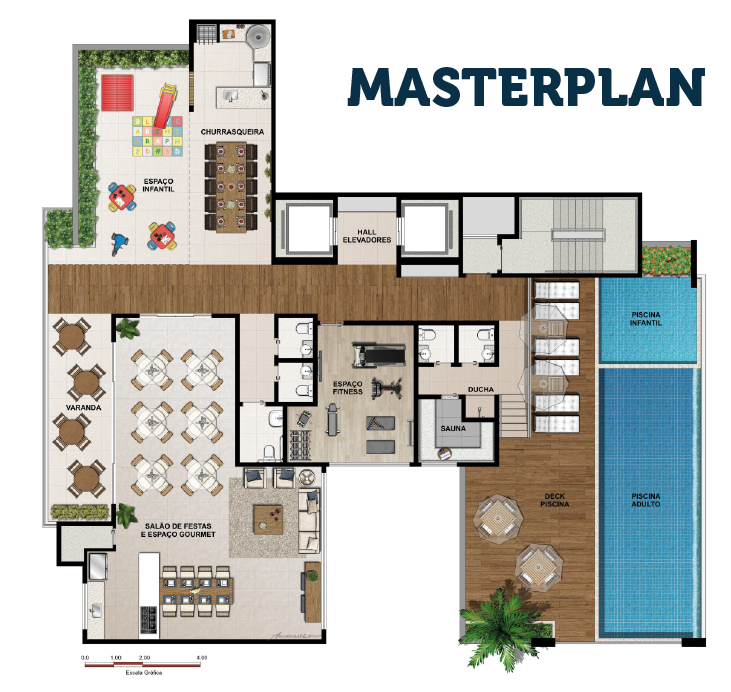 MASTERPLAN
CHURRASQUEIRA
ESPAÇO
INFANTIL
HALL
ELEVADORES
PISCINA
INFANTIL
ESPAÇO
FITNESS
DUCHA
VARANDA
SAUNA
DECK
PISCINA
PISCINA
ADULTO
SALÃO DE FESTAS
E ESPAÇO GOURMET
0.0 1.00 2.00 4.00
Escala Gráfica